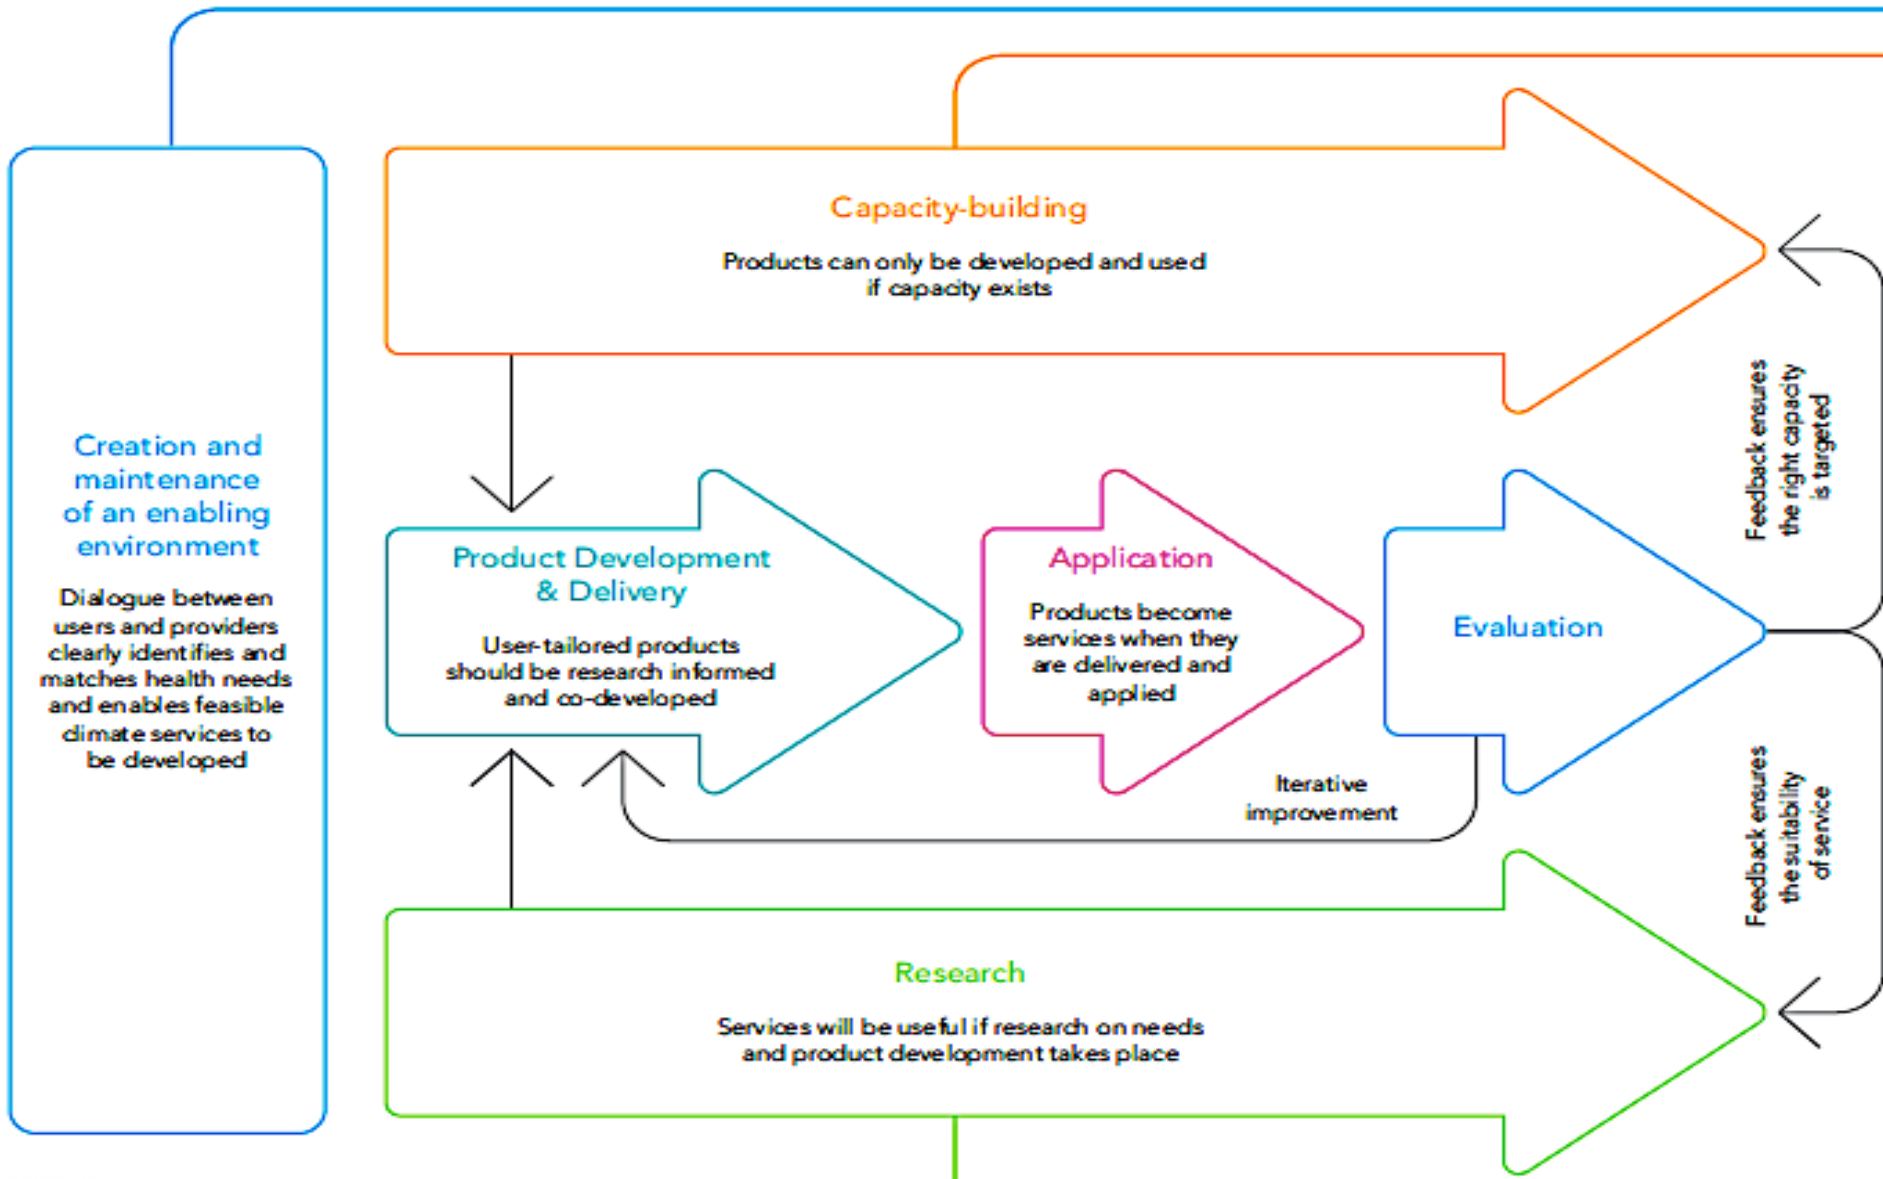 Creation and
maintenance
of an enabling
environment
Dialogue between
users and providers
clearly identifies and
matches health needs
and enables feasible
climate services to
be developed
Capacity-building
Products can only be developed and used
if capacity exists
Product Development
& Delivery
User-tailored products
should be research informed
and co-developed
Application
Products become
services when they
are delivered and
applied
Evaluation
Iterative
improvement
Feedback ensures
the right capacity
is targeted
Feedback ensures
the suitability
of service
Research
Services will be useful if research on needs
and product development takes place